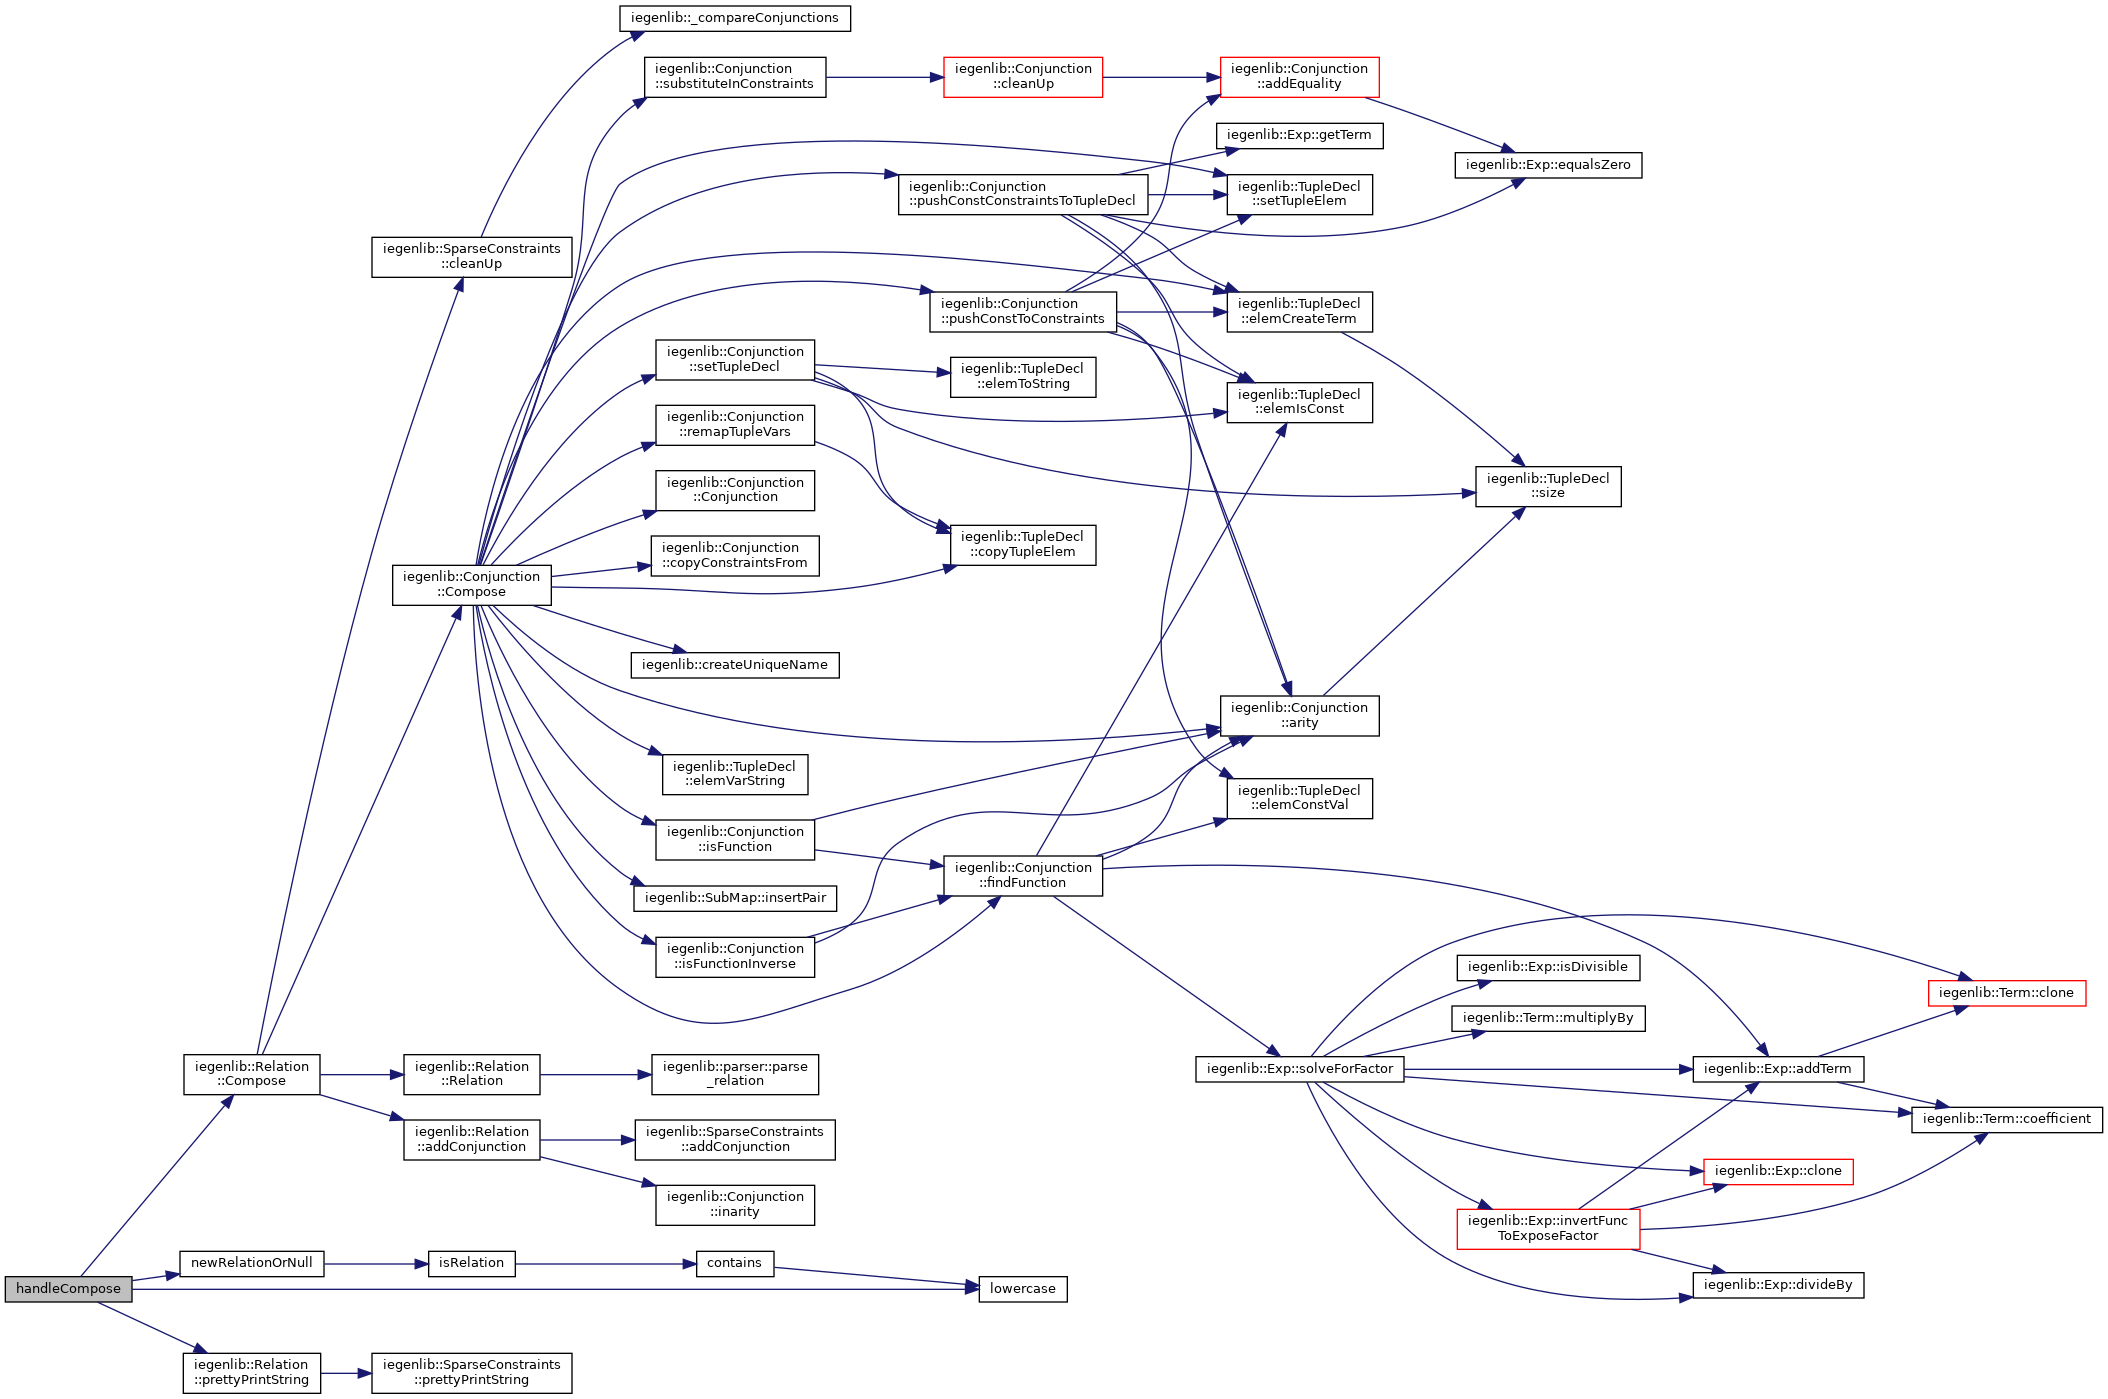 iegenlib::_compareConjunctions
iegenlib::Conjunction
::substituteInConstraints
iegenlib::Conjunction
::cleanUp
iegenlib::Conjunction
::addEquality
iegenlib::Exp::getTerm
iegenlib::Exp::equalsZero
iegenlib::Conjunction
::pushConstConstraintsToTupleDecl
iegenlib::TupleDecl
::setTupleElem
iegenlib::SparseConstraints
::cleanUp
iegenlib::Conjunction
::pushConstToConstraints
iegenlib::TupleDecl
::elemCreateTerm
iegenlib::Conjunction
::setTupleDecl
iegenlib::TupleDecl
::elemToString
iegenlib::TupleDecl
::elemIsConst
iegenlib::Conjunction
::remapTupleVars
iegenlib::Conjunction
::Conjunction
iegenlib::TupleDecl
::size
iegenlib::Conjunction
::copyConstraintsFrom
iegenlib::TupleDecl
::copyTupleElem
iegenlib::Conjunction
::Compose
iegenlib::createUniqueName
iegenlib::Conjunction
::arity
iegenlib::TupleDecl
::elemVarString
iegenlib::TupleDecl
::elemConstVal
iegenlib::Conjunction
::isFunction
iegenlib::Conjunction
::findFunction
iegenlib::SubMap::insertPair
iegenlib::Conjunction
::isFunctionInverse
iegenlib::Exp::isDivisible
iegenlib::Term::clone
iegenlib::Term::multiplyBy
iegenlib::Relation
::Compose
iegenlib::Relation
::Relation
iegenlib::parser::parse
_relation
iegenlib::Exp::solveForFactor
iegenlib::Exp::addTerm
iegenlib::Term::coefficient
iegenlib::Relation
::addConjunction
iegenlib::SparseConstraints
::addConjunction
iegenlib::Exp::clone
iegenlib::Conjunction
::inarity
iegenlib::Exp::invertFunc
ToExposeFactor
newRelationOrNull
isRelation
contains
iegenlib::Exp::divideBy
handleCompose
lowercase
iegenlib::Relation
::prettyPrintString
iegenlib::SparseConstraints
::prettyPrintString